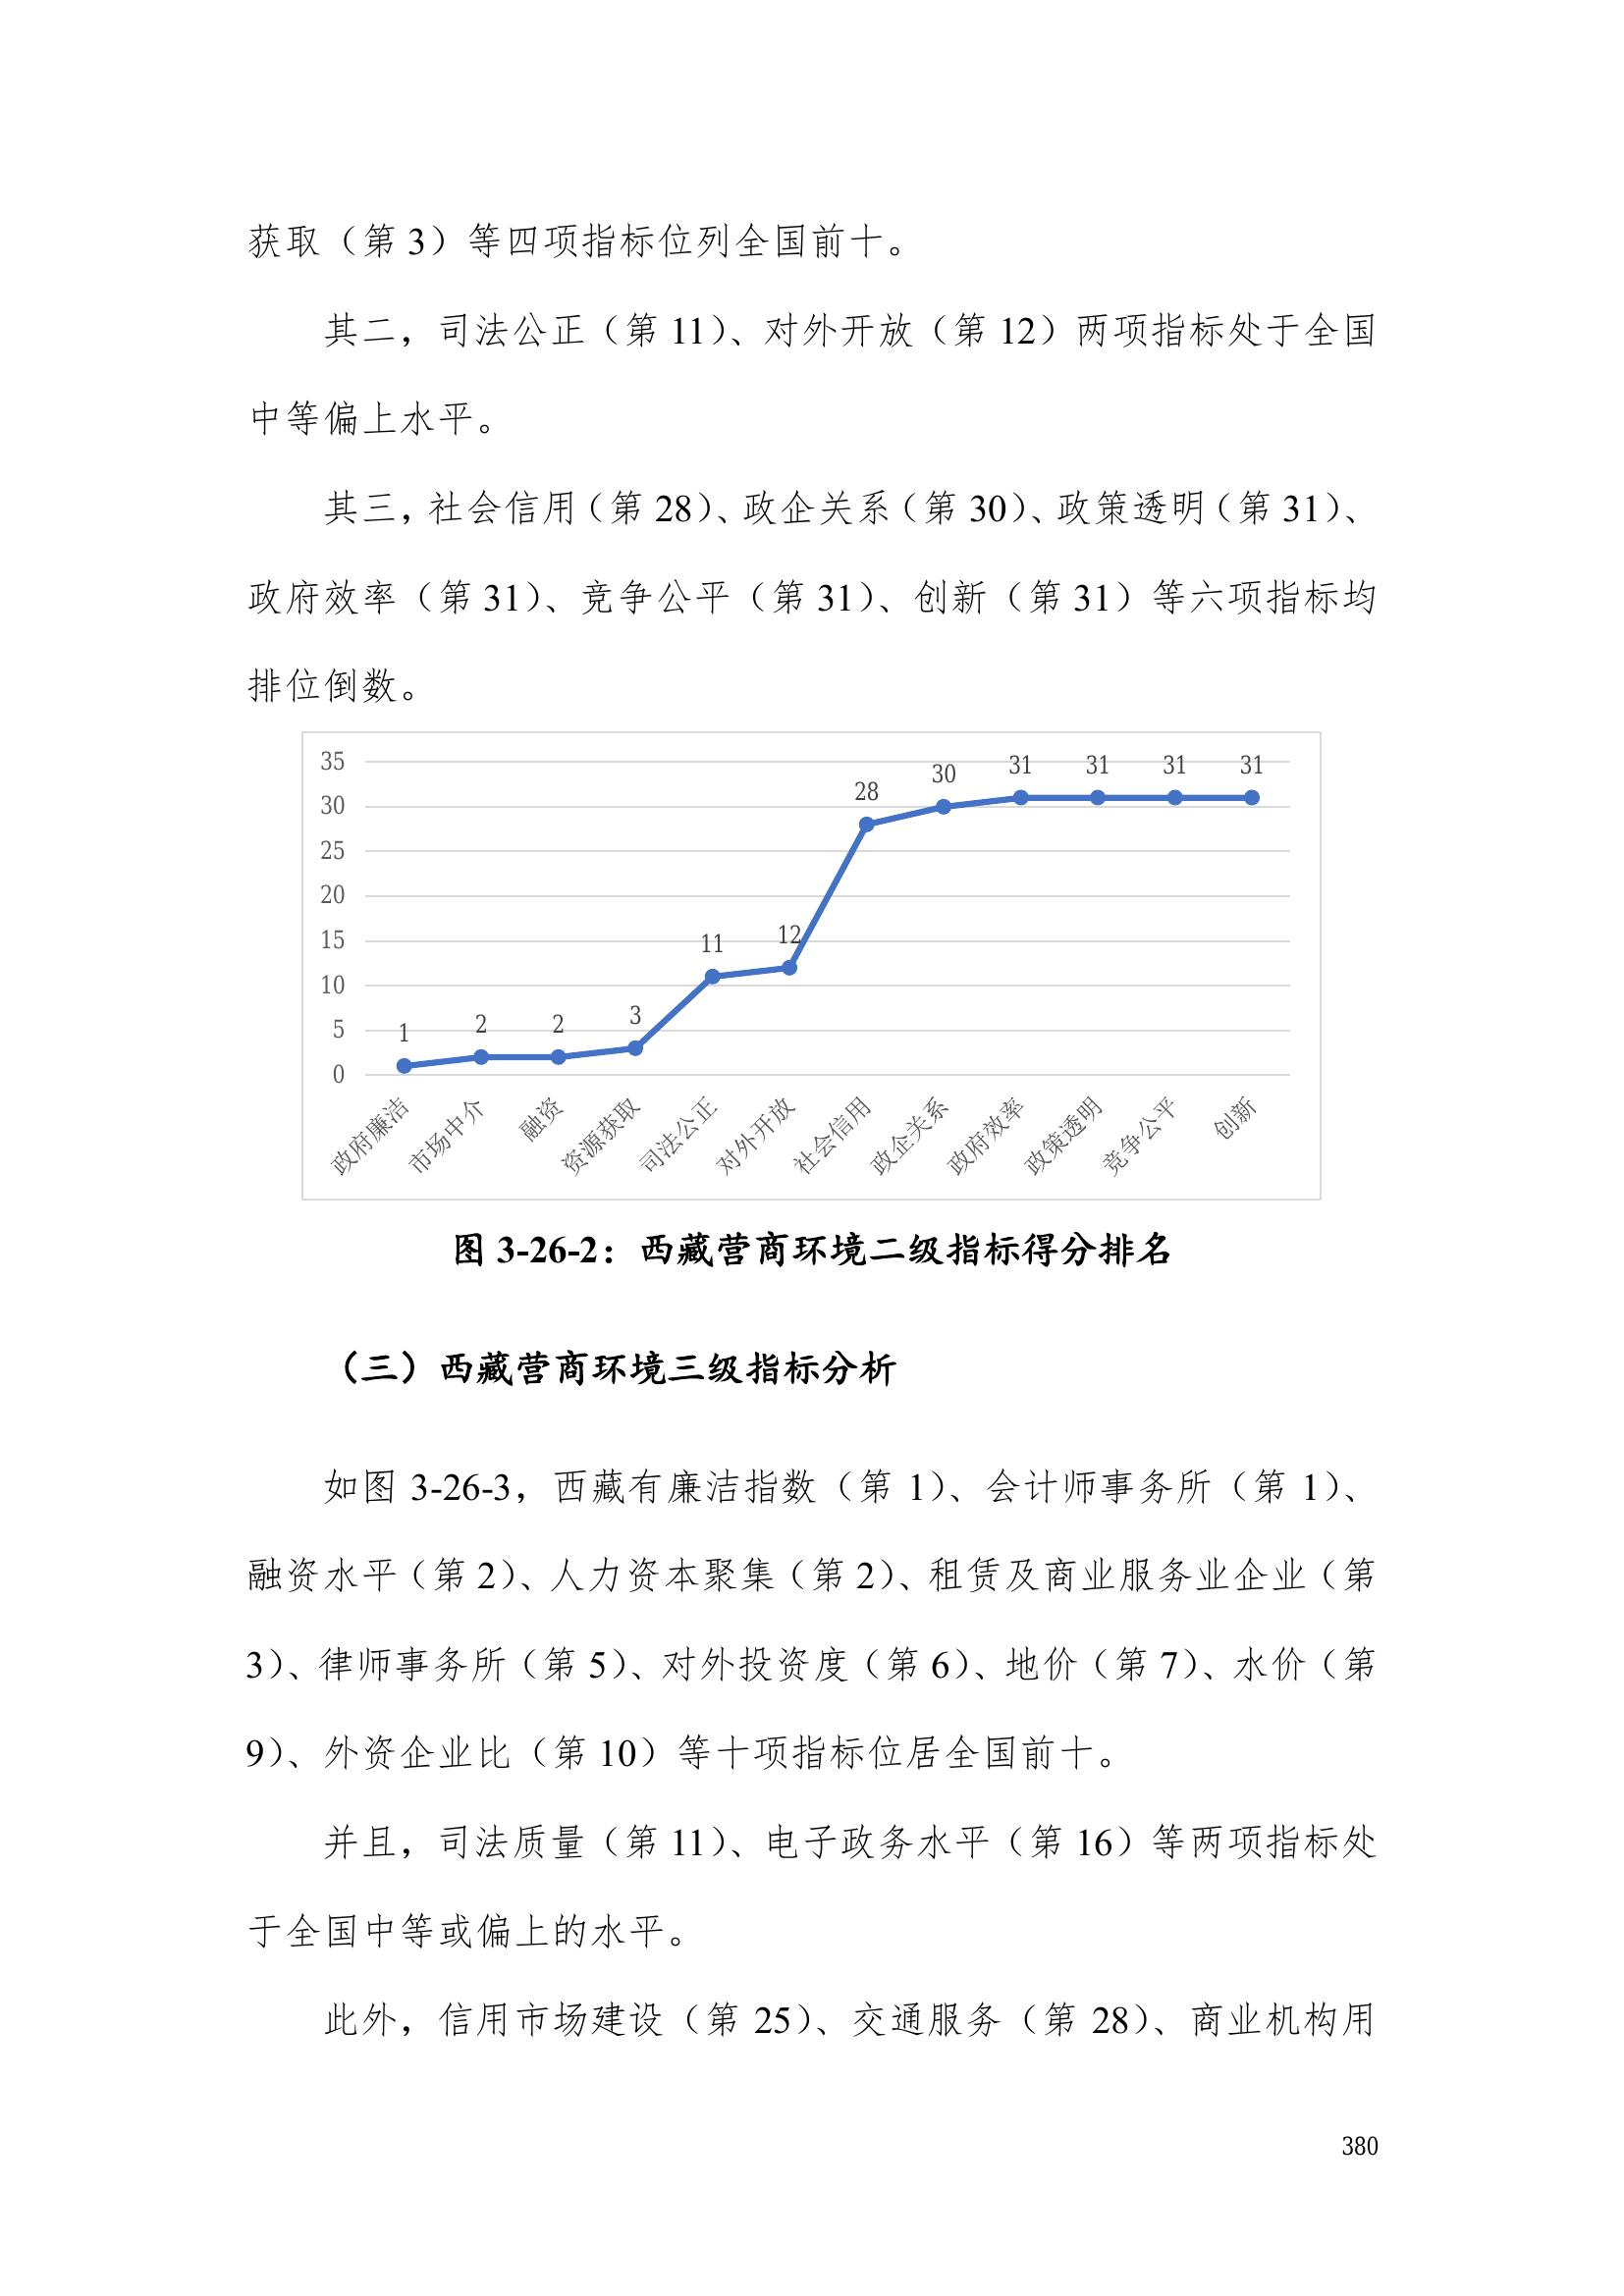 获取（第 3）等四项指标位列全国前十。
其二，司法公正（第 11）、对外开放（第 12）两项指标处于全国
中等偏上水平。
其三，社会信用（第 28）、政企关系（第 30）、政策透明（第 31）、
政府效率（第 31）、竞争公平（第 31）、创新（第 31）等六项指标均
排位倒数。
35
30
25
20
15
10
5
0
1
2
2
3
11
12
28
30
31
31
31
31
政府廉洁
市场中介
融资
资源获取
司法公正
对外开放
社会信用
政企关系
政府效率
政策透明
竞争公平
创新
图 3-26-2：西藏营商环境二级指标得分排名
（三）西藏营商环境三级指标分析
如图 3-26-3，西藏有廉洁指数（第 1）、会计师事务所（第 1）、
融资水平（第 2）、人力资本聚集（第 2）、租赁及商业服务业企业（第
3）、律师事务所（第 5）、对外投资度（第 6）、地价（第 7）、水价（第
9）、外资企业比（第 10）等十项指标位居全国前十。
并且，司法质量（第 11）、电子政务水平（第 16）等两项指标处
于全国中等或偏上的水平。
此外，信用市场建设（第 25）、交通服务（第 28）、商业机构用
380